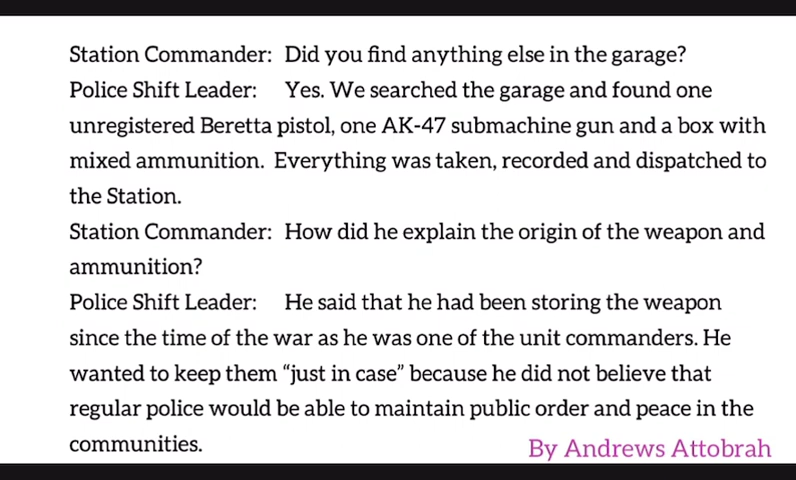 Station Commander: Did you find anything else in the garage?
Police Shift Leader: Yes. We searched the garage and found one
unregistered Beretta pistol, one AK-47 submachine gun and a box with
mixed ammunition. Everything was taken, recorded and dispatched to
the Station.
Station Commander: How did he explain the origin of the weapon and
ammunition?
Police Shift Leader: He said that he had been storing the weapon
since the time of the war as he was one of the unit commanders. He
wanted to keep them “just in case” because he did not believe that
regular police would be able to maintain public order and peace in the
communities.
By Andrews Attobrah